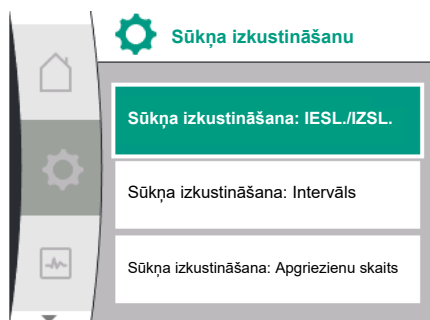 Sūkņa izkustināšanu
Sūkņa izkustināšana: IESL./IZSL.
Sūkņa izkustināšana: Intervāls
Sūkņa izkustināšana: Apgriezienu skaits